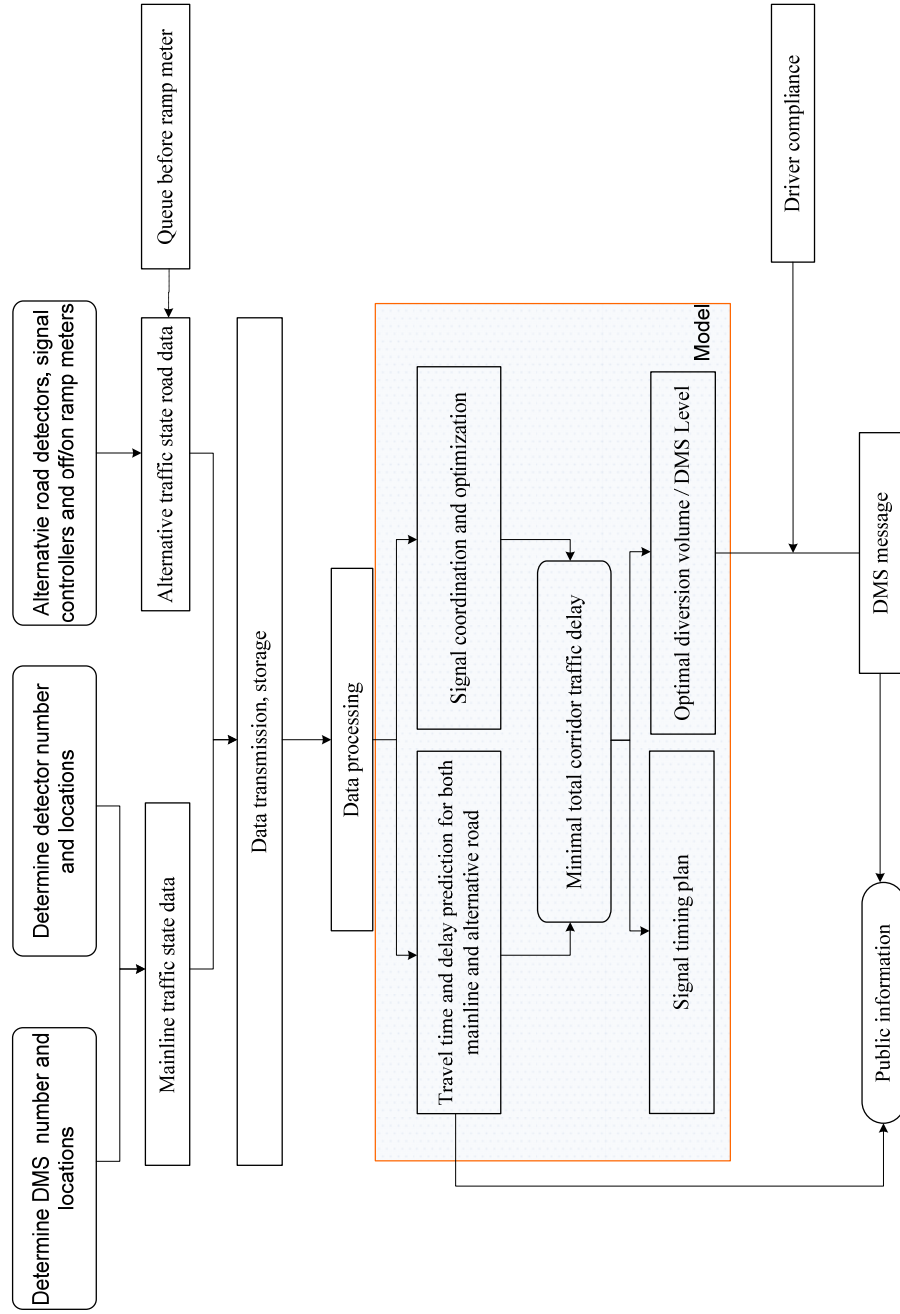 Determine DMS  number and
locations
Determine detector number
and locations
Alternatvie road detectors, signal
controllers and off/on ramp meters
Mainline traffic state data
Alternative traffic state road data
Queue before ramp meter
Data transmission, storage
Data processing
Travel time and delay prediction for both
mainline and alternative road
Signal coordination and optimization
Minimal total corridor traffic delay
Signal timing plan
Optimal diversion volume / DMS Level
Model
Driver compliance
DMS message
Public information